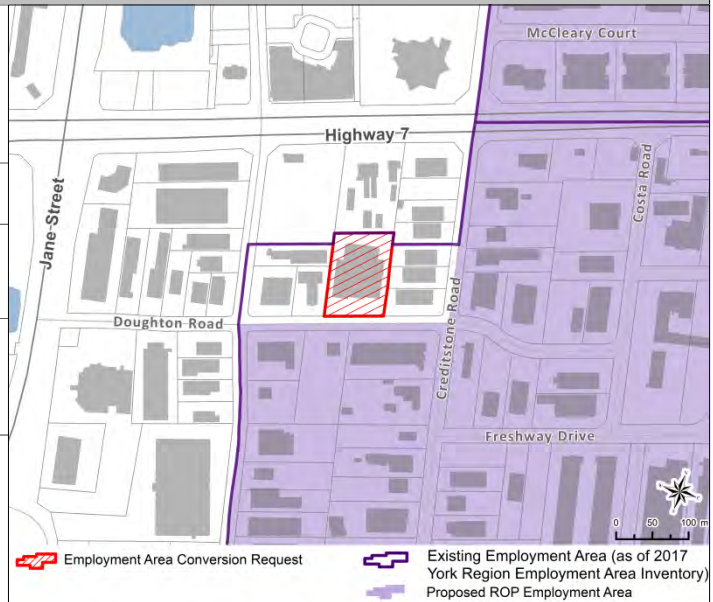 McCleary Court
Highway 7
Costa Road
Jane Street
Doughton Road
Creditstone Road
Freshway Drive
0 50 100 m
Employment Area Conversion Request
Existing Employment Area (as of 2017
York Region Employment Area Inventory)
Proposed ROP Employment Area